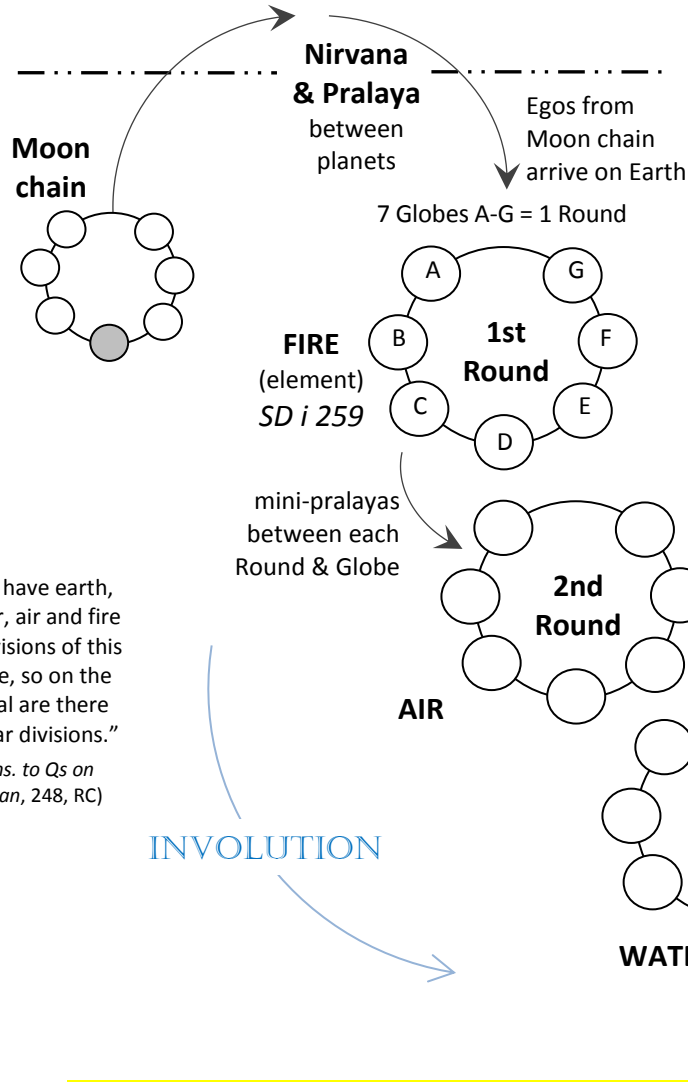 Nirvana
& Pralaya
between
planets
Egos from
Moon chain
arrive on Earth
Moon
chain
7 Globes A-G = 1 Round
A
G
B
F
C
E
D
1st
Round
FIRE
(element)
SD i 259
mini-pralayas
between each
Round & Globe
2nd
Round
AIR
have earth,
, air and fire
visions of this
e, so on the
al are there
ar divisions.”
ns. to Qs on
an, 248, RC)
INVOLUTION
WAT